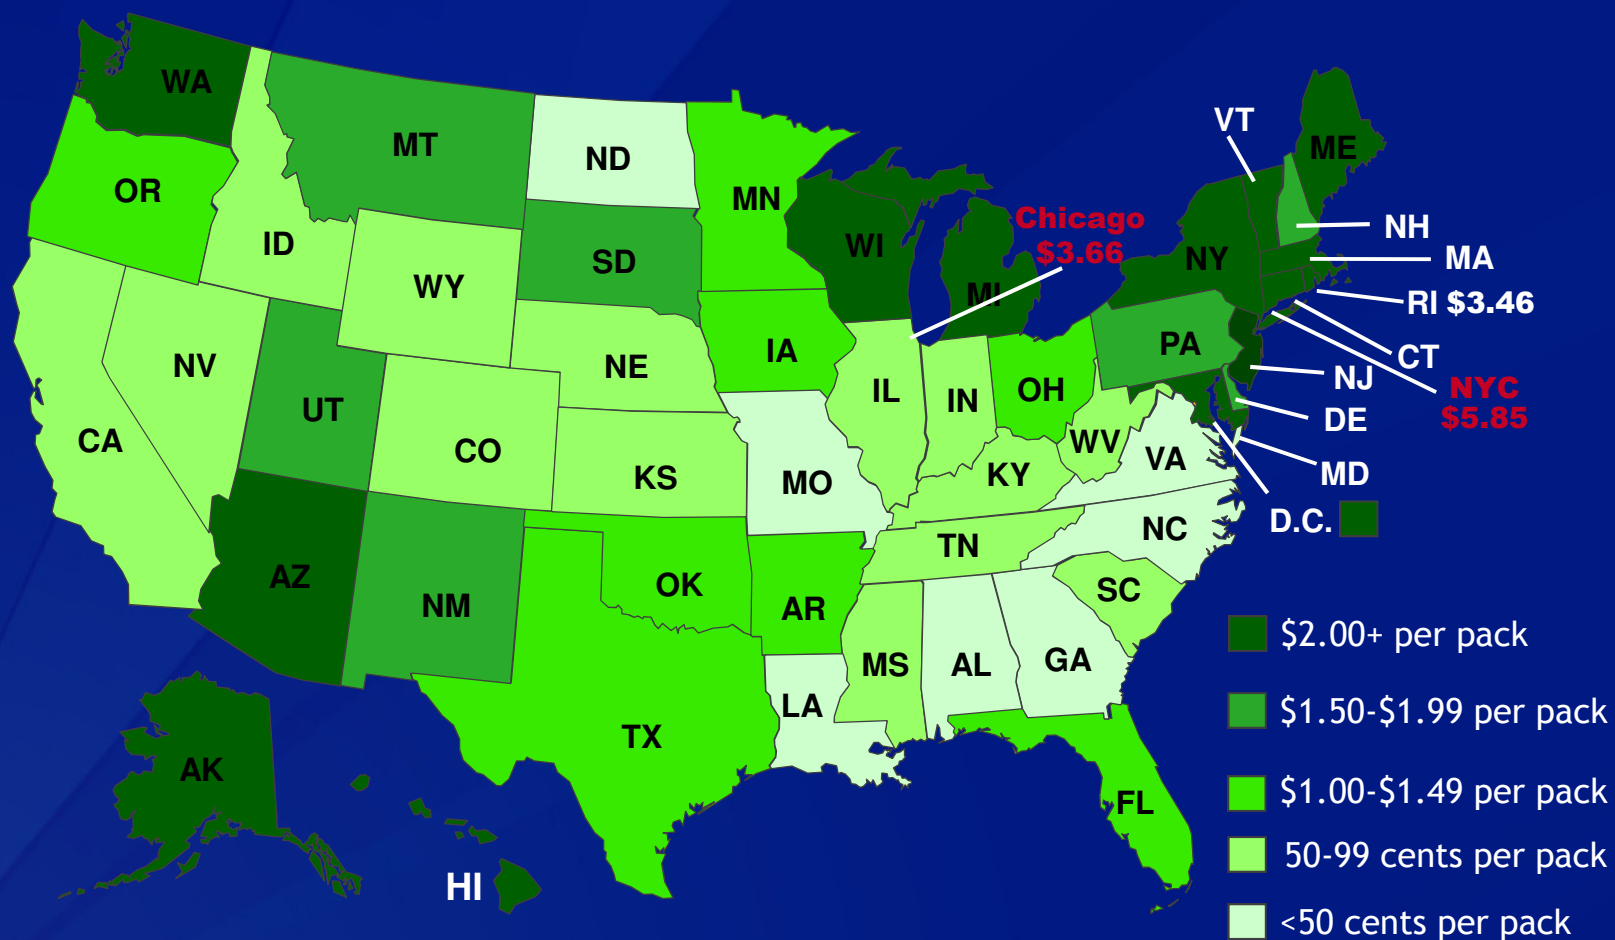 WA
MT
ND
MN
OR
ID
WY
SD
WI
MI
NY
VT
ME
NH
MA
RI $3.46
CT
NJ
NYC
$5.85
DE
MD
D.C.
Chicago
$3.66
NV
UT
CA
CO
NE
KS
IA
IL
IN
OH
PA
WV
VA
KY
MO
AZ
NM
OK
AR
TN
NC
SC
TX
LA
MS
AL
GA
FL
AK
HI
$2.00+ per pack
$1.50-$1.99 per pack
$1.00-$1.49 per pack
50-99 cents per pack
<50 cents per pack